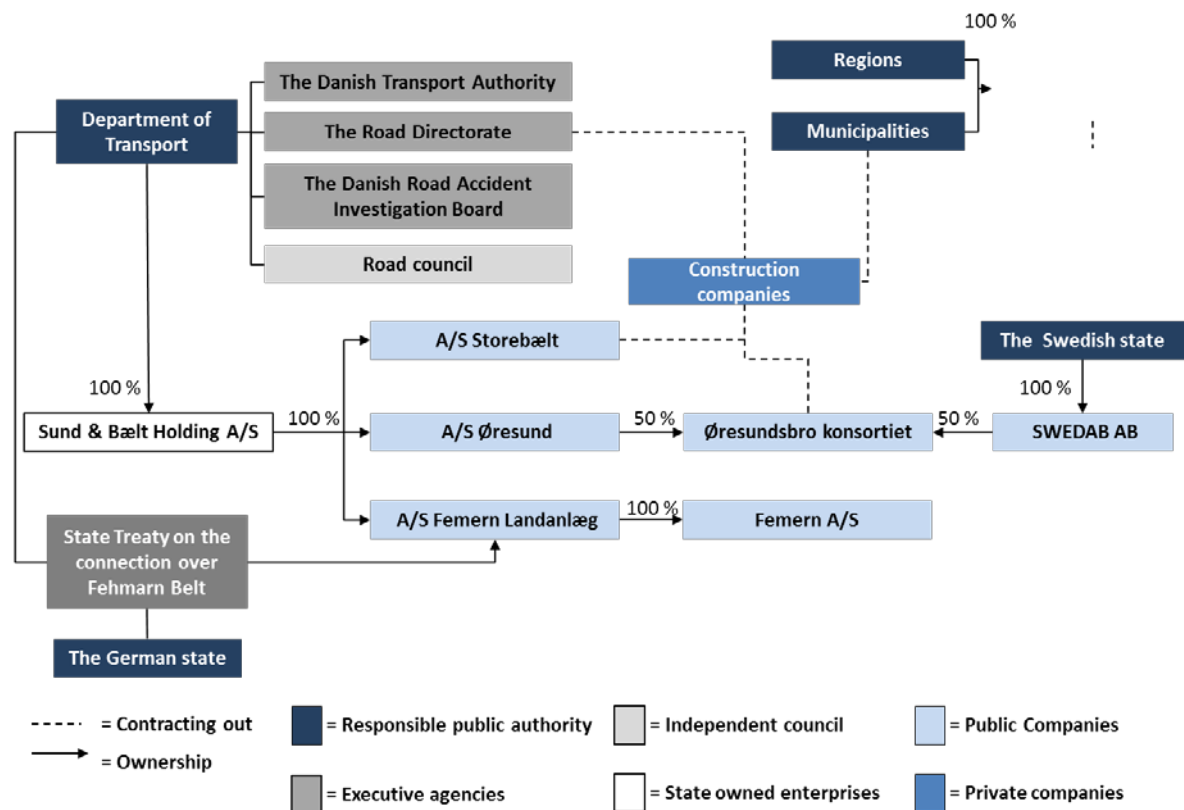 100 %
Regions
The Danish Transport Authority
Department of
Transport
The Road Directorate
Municipalities
The Danish Road Accident
Investigation Board
Road council
Construction
companies
A/S Storebælt
The Swedish state
100 %
100 %
Sund & Bælt Holding A/S
100 %
A/S Øresund
50 %
Øresundsbro konsortiet
50 %
SWEDAB AB
A/S Femern Landanlæg
100 %
Femern A/S
State Treaty on the
connection over
Fehmarn Belt
The German state
= Contracting out
= Responsible public authority
= Independent council
= Public Companies
= Ownership
= Executive agencies
= State owned enterprises
= Private companies